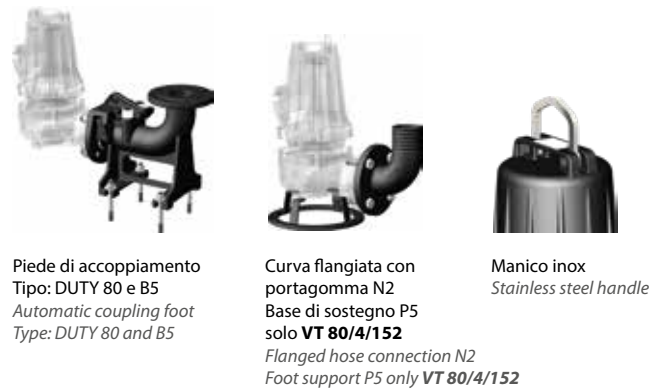 Piede di accoppiamento
Tipo: DUTY 80 e B5
Automatic coupling foot
Type: DUTY 80 and B5
Curva flangiata con
portagomma N2
Base di sostegno P5
solo VT 80/4/152
Flanged hose connection N2
Foot support P5 only VT 80/4/152
Manico inox
Stainless steel handle